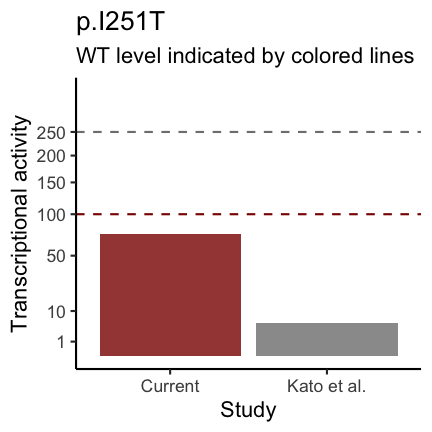 p.I251T
WT level indicated by colored lines
Transcriptional activity
250
200
150
100
50
10
1
Current
Kato et al.
Study